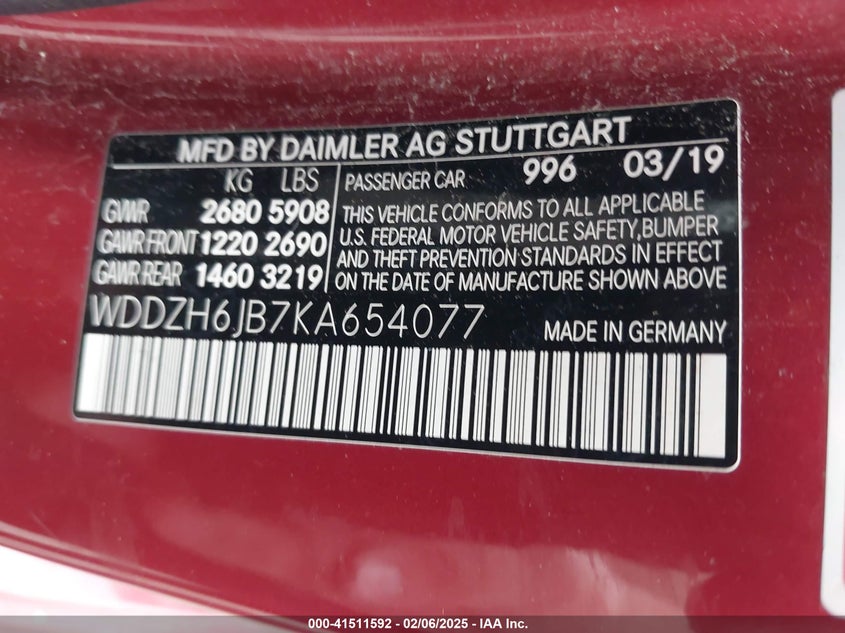 MFD BY DAIMLER AG STUTTGART
KG LBS
GVWR 2680 5908
GAWR FRONT 1220 2690
GAWR REAR 1460 3219
PASSENGER CAR 996 03/19
THIS VEHICLE CONFORMS TO ALL APPLICABLE
U.S. FEDERAL MOTOR VEHICLE SAFETY,BUMPER
AND THEFT PREVENTION STANDARDS IN EFFECT
ON THE DATE OF MANUFACTURE SHOWN ABOVE
WDDZH6JB7KA654077 MADE IN GERMANY
000-41511592 - 02/06/2025 - IAA Inc.